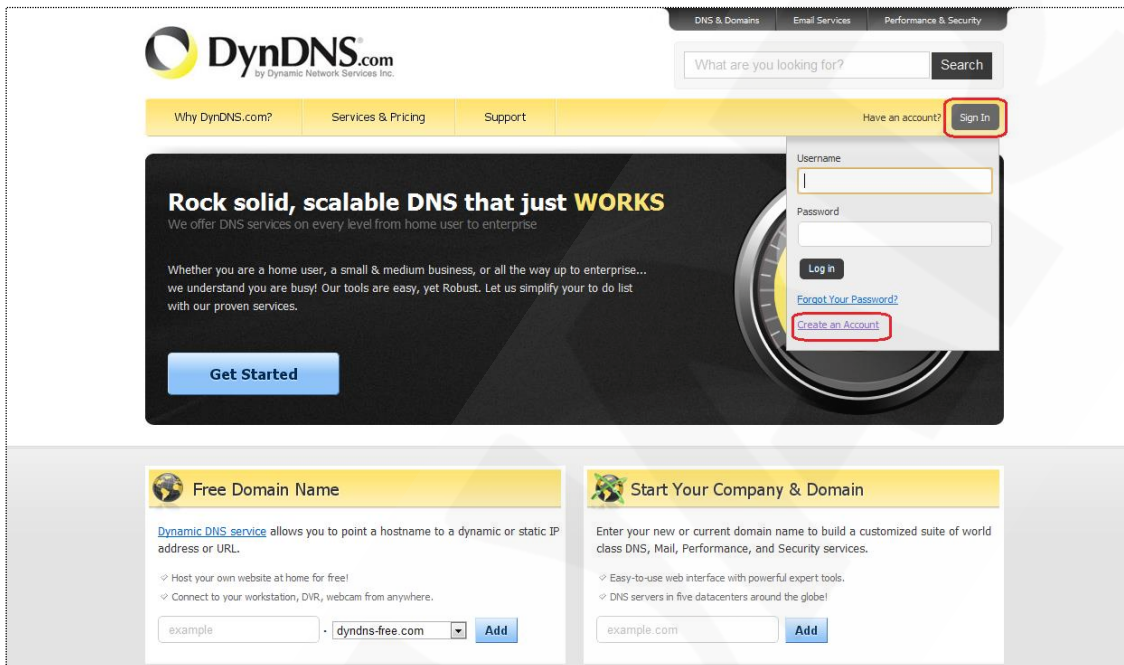 DNS & Domains Email Services Performance & Security
DynDNS.com
by Dynamic Network Services Inc.
What are you looking for? Search
Why DynDNS.com? Services & Pricing Support Have an account? Sign In
Username
Password
Log in
Forgot Your Password?
Create an Account
Rock solid, scalable DNS that just WORKS
We offer DNS services on every level from home user to enterprise
Whether you are a home user, a small & medium business, or all the way up to enterprise...
we understand you are busy! Our tools are easy, yet Robust. Let us simplify your to do list
with our proven services.
Get Started
Free Domain Name
Dynamic DNS service allows you to point a hostname to a dynamic or static IP
address or URL.
Host your own website at home for free!
Connect to your workstation, DVR, webcam from anywhere.
example . dyndns-free.com Add
Start Your Company & Domain
Enter your new or current domain name to build a customized suite of world
class DNS, Mail, Performance, and Security services.
Easy-to-use web interface with powerful expert tools.
DNS servers in five datacenters around the globe!
example.com Add